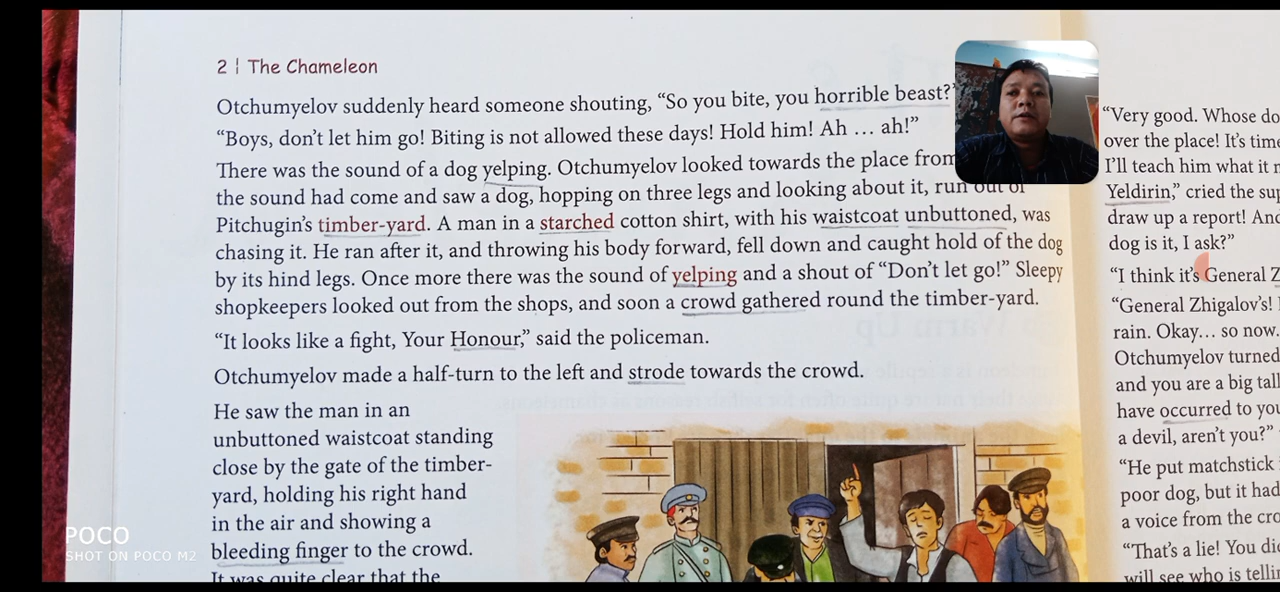 2 | The Chameleon
Otchumyelov suddenly heard someone shouting, “So you bite, you horrible beast?”
“Boys, don’t let him go! Biting is not allowed these days! Hold him! Ah … ah!”
There was the sound of a dog yelping. Otchumyelov looked towards the place from
the sound had come and saw a dog, hopping on three legs and looking about it, run out of
Pitchugin’s timber-yard. A man in a starched cotton shirt, with his waistcoat unbuttoned, was
chasing it. He ran after it, and throwing his body forward, fell down and caught hold of the dog
by its hind legs. Once more there was the sound of yelping and a shout of “Don’t let go!” Sleepy
shopkeepers looked out from the shops, and soon a crowd gathered round the timber-yard.
“It looks like a fight, Your Honour,” said the policeman.
Otchumyelov made a half-turn to the left and strode towards the crowd.
He saw the man in an
unbuttoned waistcoat standing
close by the gate of the timber-
yard, holding his right hand
in the air and showing a
bleeding finger to the crowd.
It was quite clear that the
“Very good. Whose do
over the place! It’s time
I’ll teach him what it
Yeldirin,” cried the
draw up a report! And
dog is it, I ask?”
“I think it’s General Z
“General Zhigalov’s!
rain. Okay… so now.
Otchumyelov turned
and you are a big tall
have occurred to you
a devil, aren’t you?”
“He put matchstick
poor dog, but it had
a voice from the cro
“That’s a lie! You did
will see who is tellin
POCO
SHOT ON POCO M2